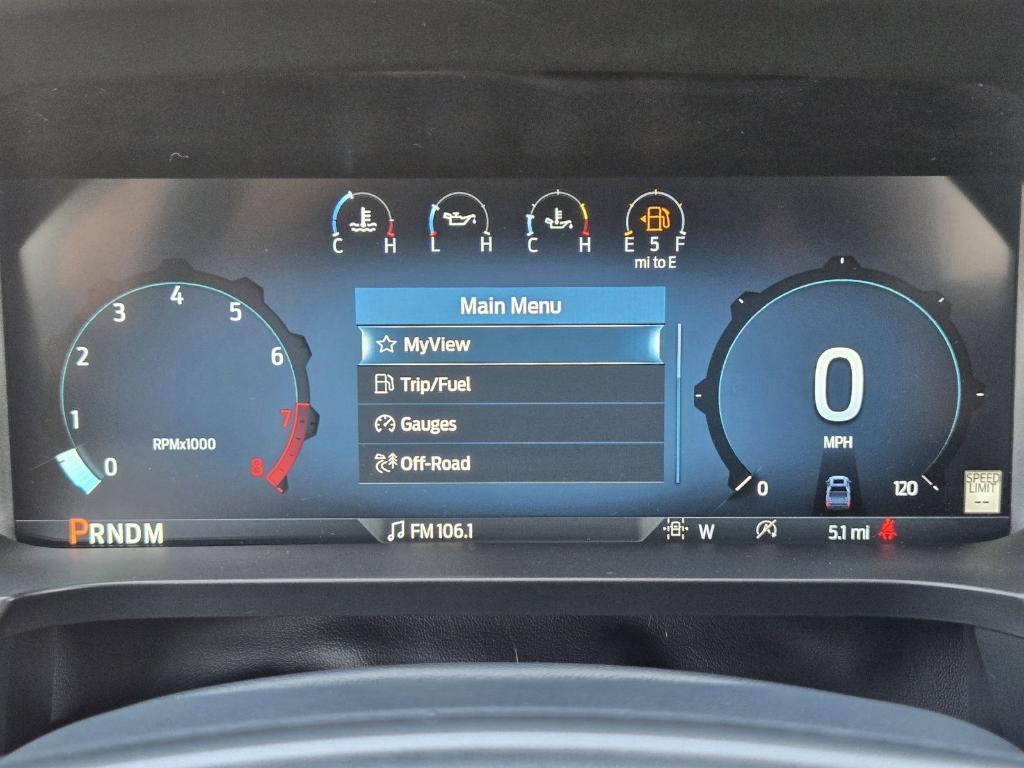 C H
L H
C H
E 5 F
mi to E
Main Menu
MyView
Trip/Fuel
Gauges
Off-Road
0
1
2
3
4
5
6
7
8
RPMx1000
0
MPH
0
120
SPEED
LIMIT
--
PRNDM
FM 106.1
W
5.1 mi